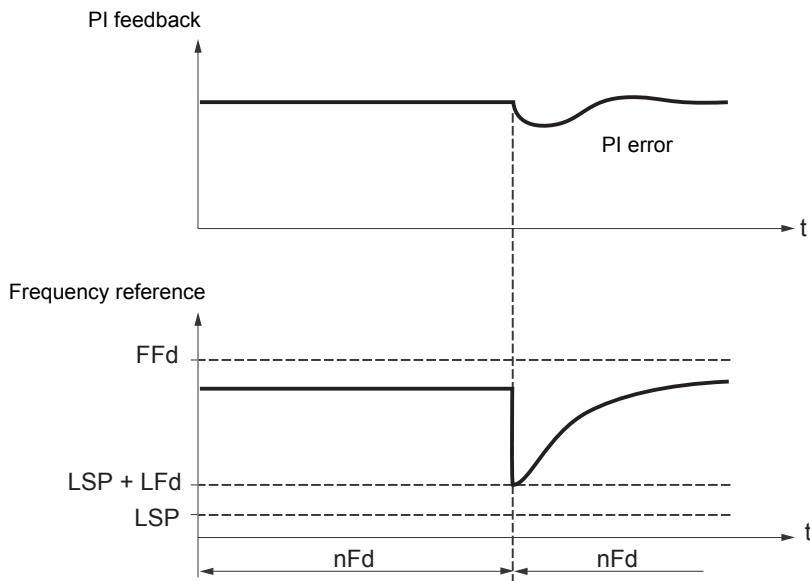 PI feedback
PI error
t
Frequency reference
FFd
LSP + LFd
LSP
t
nFd
nFd